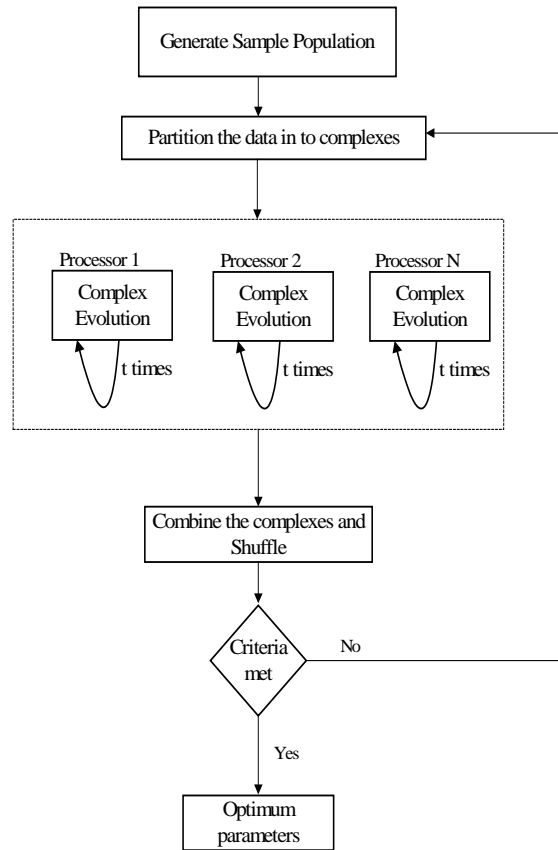 Generate Sample Population
Partition the data in to complexes
Processor 1
Processor 2
Processor N
Complex
Evolution
Complex
Evolution
Complex
Evolution
t times
t times
t times
Combine the complexes and
Shuffle
Criteria
met
No
Yes
Optimum
parameters